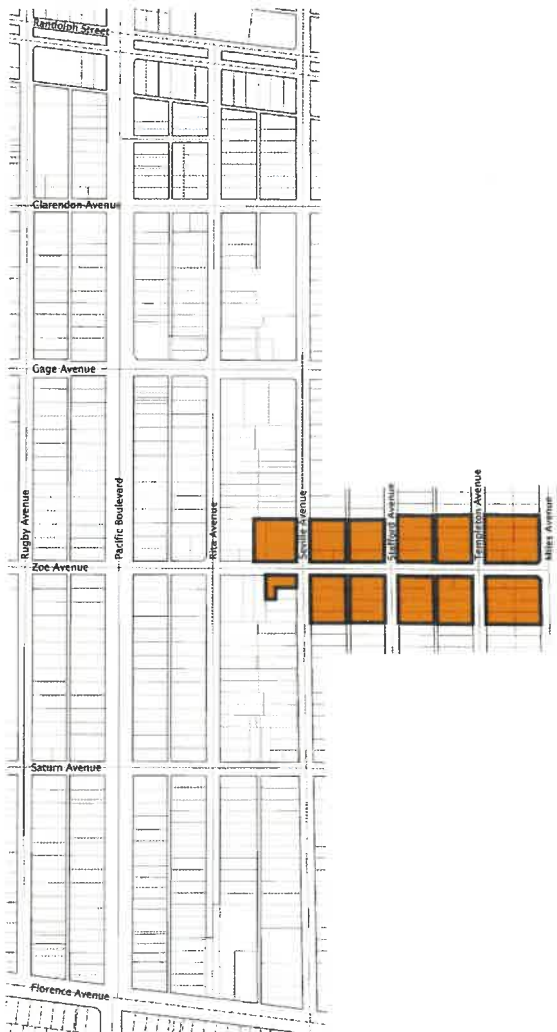 Randolph Street
Clarendon Avenue
Gage Avenue
Rugby Avenue
Pacific Boulevard
Rita Avenue
Seville Avenue
Stafford Avenue
Templeton Avenue
Miles Avenue
Zoe Avenue
Saturn Avenue
Florence Avenue